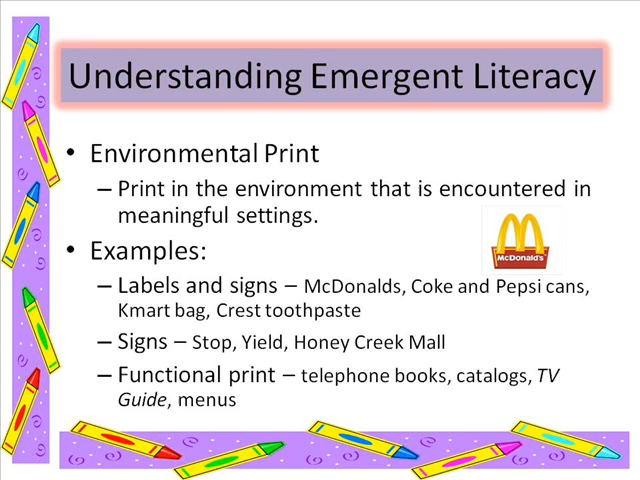 Understanding Emergent Literacy
• Environmental Print
– Print in the environment that is encountered in
meaningful settings.
McDonald's
• Examples:
– Labels and signs – McDonalds, Coke and Pepsi cans,
Kmart bag, Crest toothpaste
– Signs – Stop, Yield, Honey Creek Mall
– Functional print – telephone books, catalogs, TV
Guide, menus